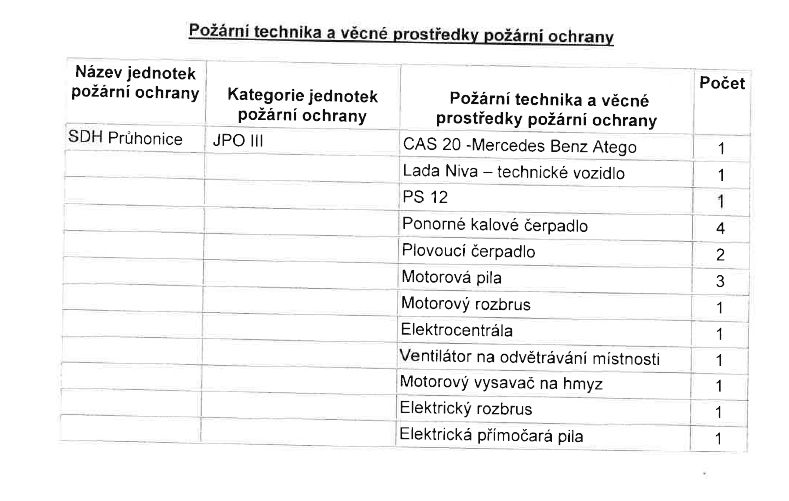 Požární technika a věcné prostředky požární ochrany
Název jednotek
požární ochrany
Kategorie jednotek
požární ochrany
Požární technika a věcné
prostředky požární ochrany
Počet
SDH Průhonice JPO III CAS 20 -Mercedes Benz Atego 1
Lada Niva – technické vozidlo 1
PS 12 1
Ponorné kalové čerpadlo 4
Plovoucí čerpadlo 2
Motorová pila 3
Motorový rozbrus 1
Elektrocentrála 1
Ventilátor na odvětrávání místnosti 1
Motorový vysavač na hmyz 1
Elektrický rozbrus 1
Elektrická přímočará pila 1